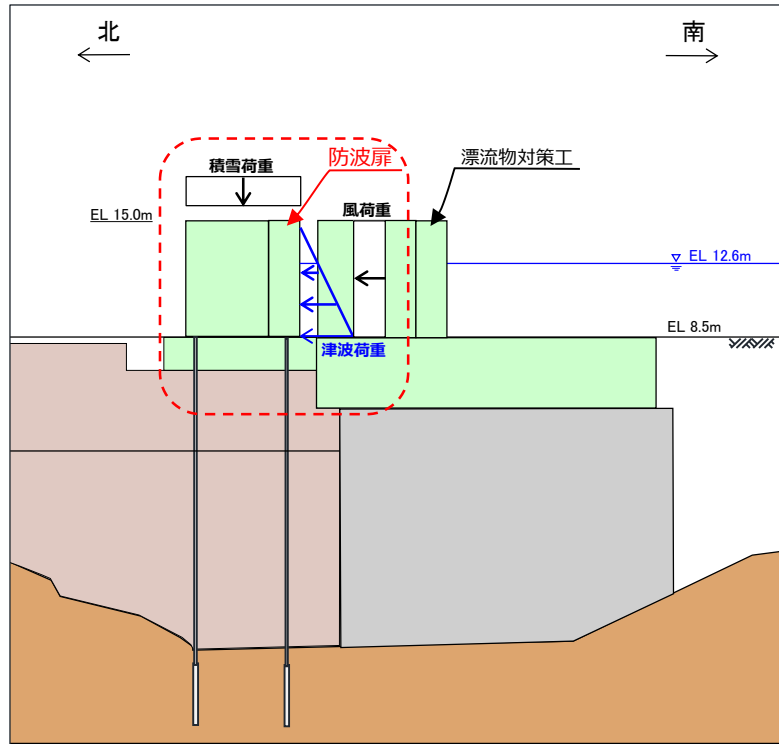 北
南
積雪荷重
防波扉
漂流物対策工
EL 15.0m
風荷重
EL 12.6m
EL 8.5m
津波荷重